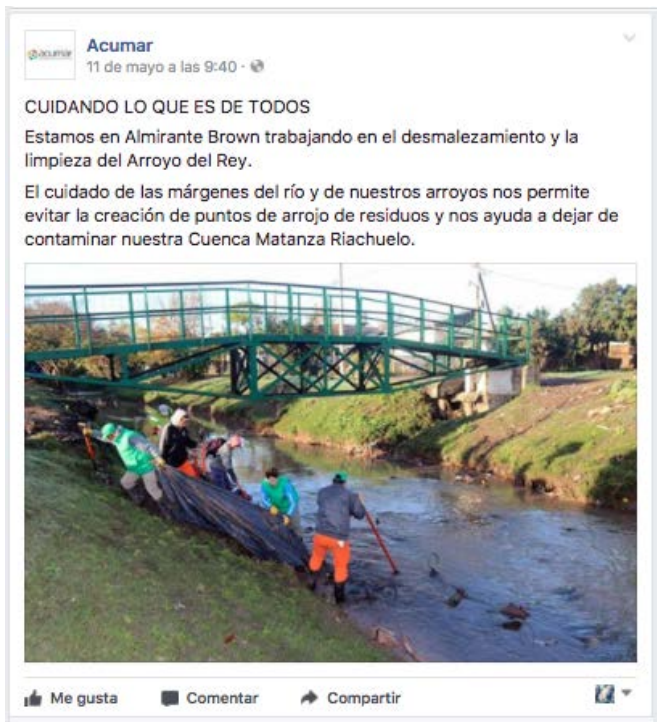 acumar
Acumar
11 de mayo a las 9:40 ·
CUIDANDO LO QUE ES DE TODOS
Estamos en Almirante Brown trabajando en el desmalezamiento y la
limpieza del Arroyo del Rey.
El cuidado de las márgenes del río y de nuestros arroyos nos permite
evitar la creación de puntos de arrojo de residuos y nos ayuda a dejar de
contaminar nuestra Cuenca Matanza Riachuelo.
Me gusta Comentar Compartir